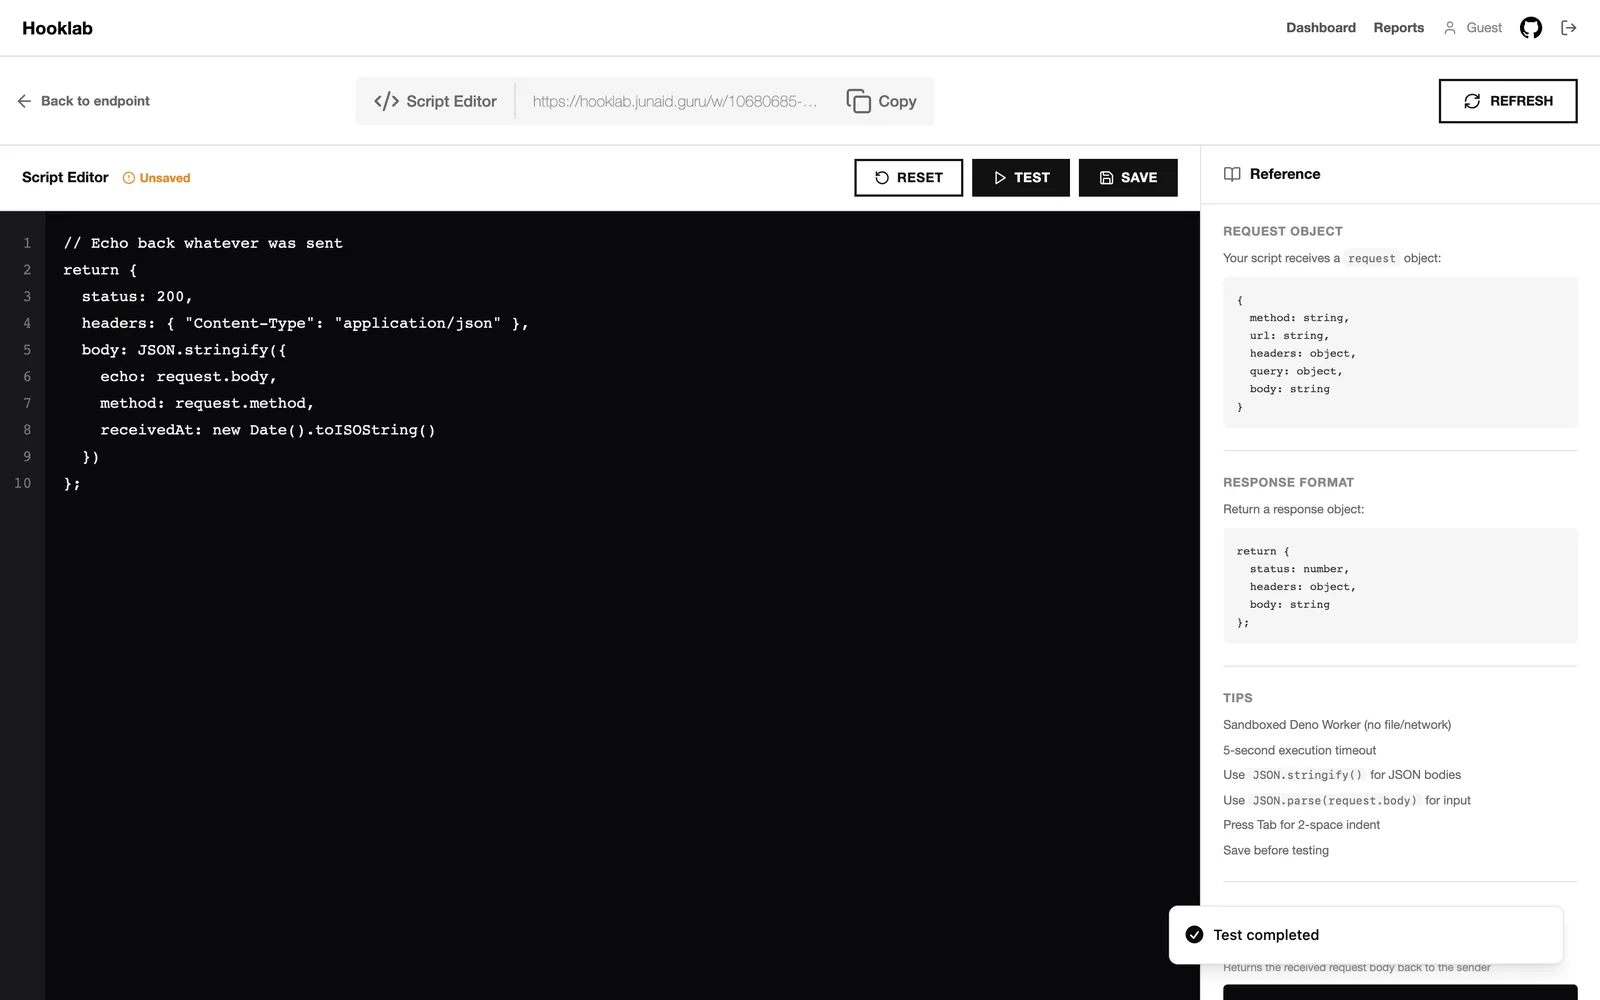 Hooklab
Dashboard
Reports
Guest
Back to endpoint
</> Script Editor
https://hooklab.junaid.guru/w/10680685-...
Copy
REFRESH
Script Editor
Unsaved
RESET
TEST
SAVE
1 // Echo back whatever was sent
2 return {
3   status: 200,
4   headers: { "Content-Type": "application/json" },
5   body: JSON.stringify({
6     echo: request.body,
7     method: request.method,
8     receivedAt: new Date().toISOString()
9   })
10 };
Reference
REQUEST OBJECT
Your script receives a request object:
{
  method: string,
  url: string,
  headers: object,
  query: object,
  body: string
}
RESPONSE FORMAT
Return a response object:
return {
  status: number,
  headers: object,
  body: string
};
TIPS
Sandboxed Deno Worker (no file/network)
5-second execution timeout
Use JSON.stringify() for JSON bodies
Use JSON.parse(request.body) for input
Press Tab for 2-space indent
Save before testing
Test completed
Returns the received request body back to the sender